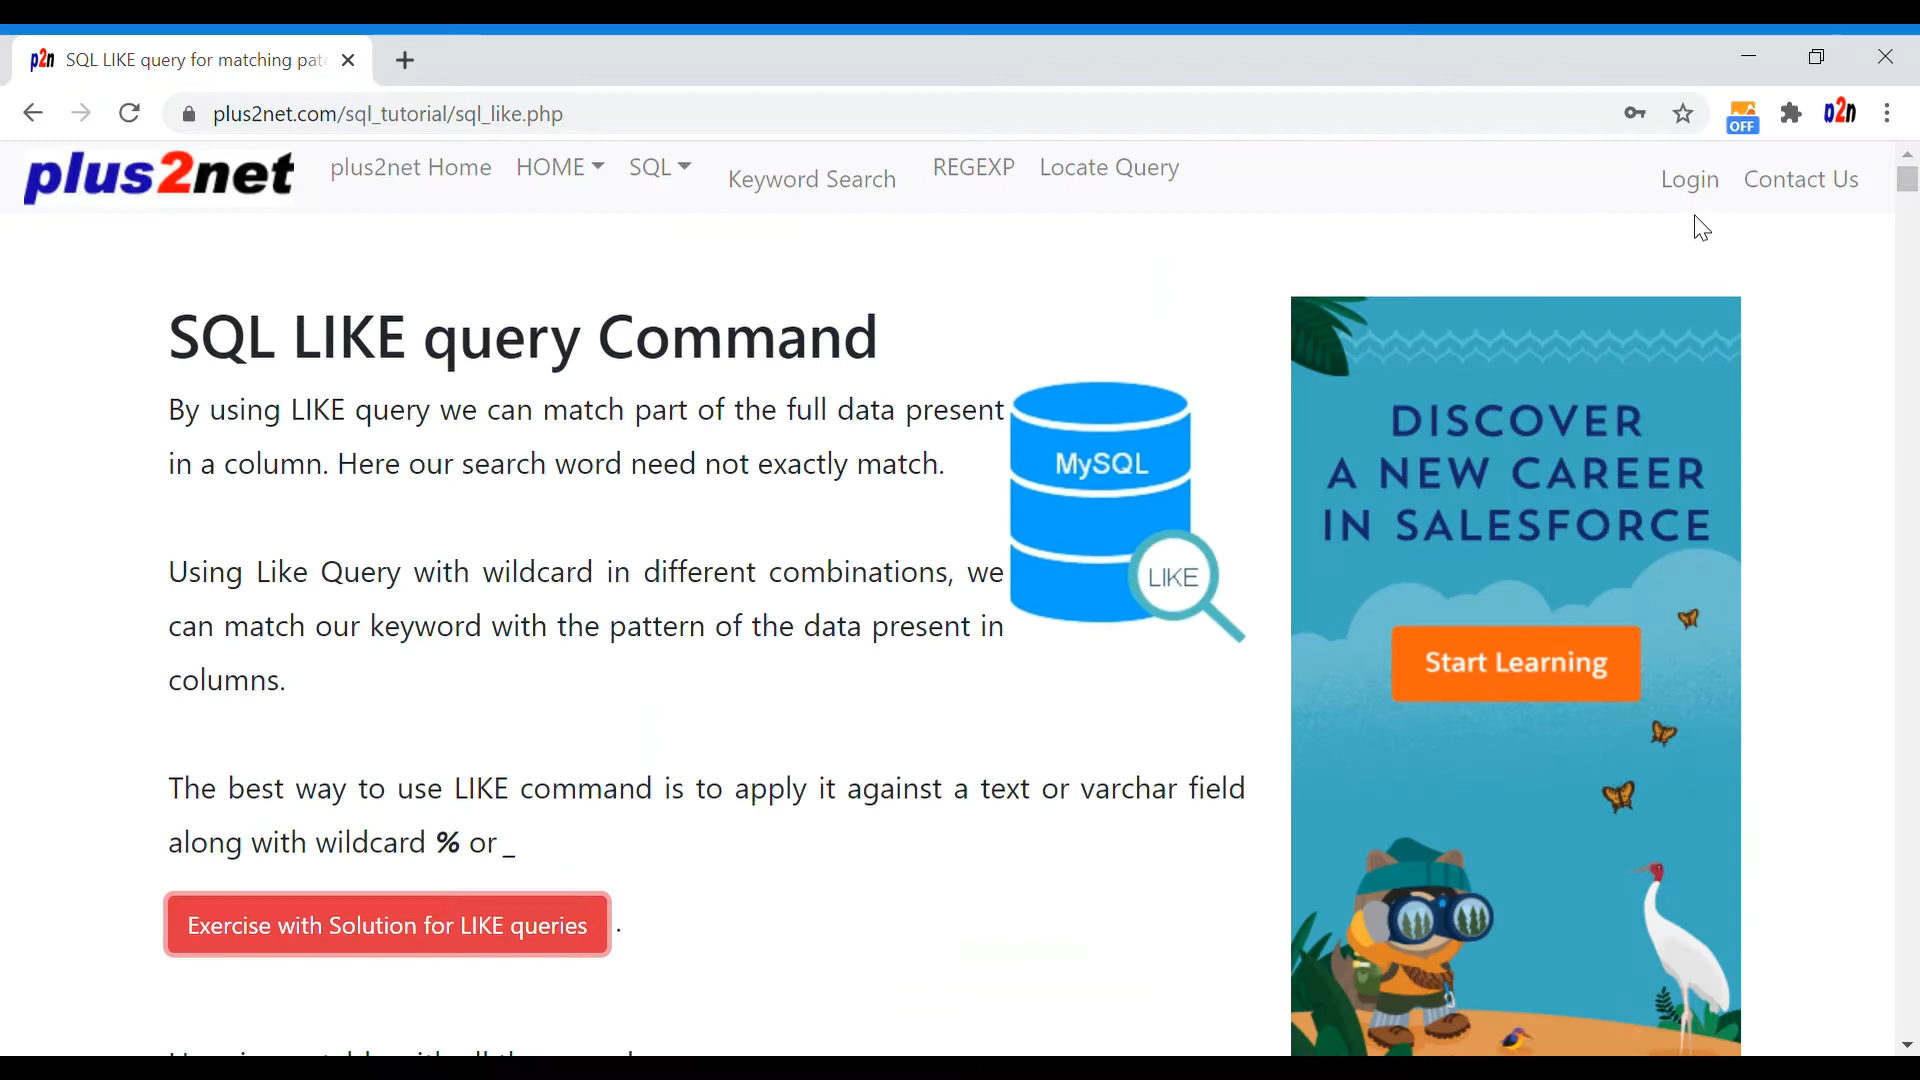 p2n SQL LIKE query for matching pat
plus2net.com/sql_tutorial/sql_like.php
OFF
p2n
plus2net
plus2net Home HOME SQL Keyword Search REGEXP Locate Query Login Contact Us
SQL LIKE query Command
By using LIKE query we can match part of the full data present
in a column. Here our search word need not exactly match.
Using Like Query with wildcard in different combinations, we
can match our keyword with the pattern of the data present in
columns.
MySQL
LIKE
The best way to use LIKE command is to apply it against a text or varchar field
along with wildcard % or _
Exercise with Solution for LIKE queries .
DISCOVER
A NEW CAREER
IN SALESFORCE
Start Learning